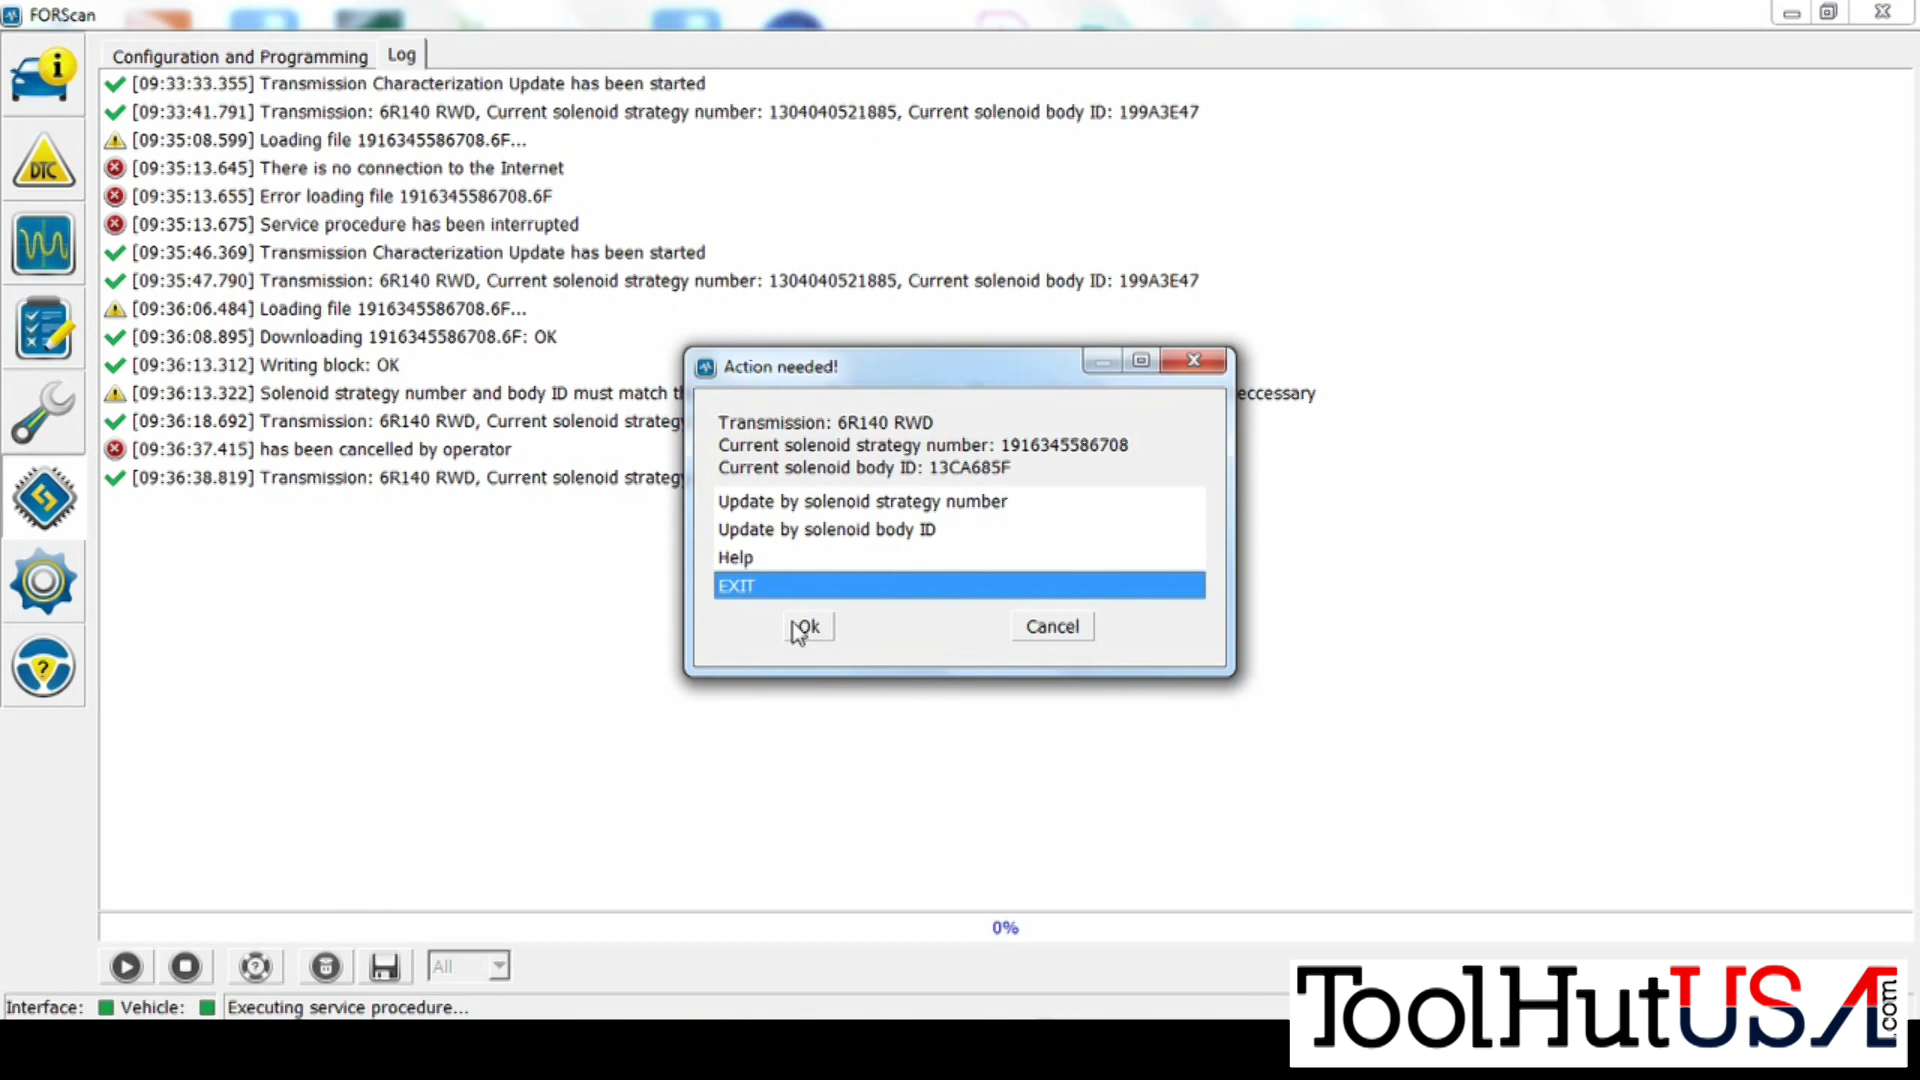 FORScan
Configuration and Programming
Log
[09:33:33.355] Transmission Characterization Update has been started
[09:33:41.791] Transmission: 6R140 RWD, Current solenoid strategy number: 1304040521885, Current solenoid body ID: 199A3E47
[09:35:08.599] Loading file 1916345586708.6F...
[09:35:13.645] There is no connection to the Internet
[09:35:13.655] Error loading file 1916345586708.6F
[09:35:13.675] Service procedure has been interrupted
[09:35:46.369] Transmission Characterization Update has been started
[09:35:47.790] Transmission: 6R140 RWD, Current solenoid strategy number: 1304040521885, Current solenoid body ID: 199A3E47
[09:36:06.484] Loading file 1916345586708.6F...
[09:36:08.895] Downloading 1916345586708.6F: OK
[09:36:13.312] Writing block: OK
[09:36:13.322] Solenoid strategy number and body ID must match t eccessary
[09:36:18.692] Transmission: 6R140 RWD, Current solenoid strateg
[09:36:37.415] has been cancelled by operator
[09:36:38.819] Transmission: 6R140 RWD, Current solenoid strateg
Action needed!
Transmission: 6R140 RWD
Current solenoid strategy number: 1916345586708
Current solenoid body ID: 13CA685F
Update by solenoid strategy number
Update by solenoid body ID
Help
EXIT
Ok
Cancel
i
DTC
?
0%
?
All
Interface: Vehicle: Executing service procedure...
ToolHutUSA.com